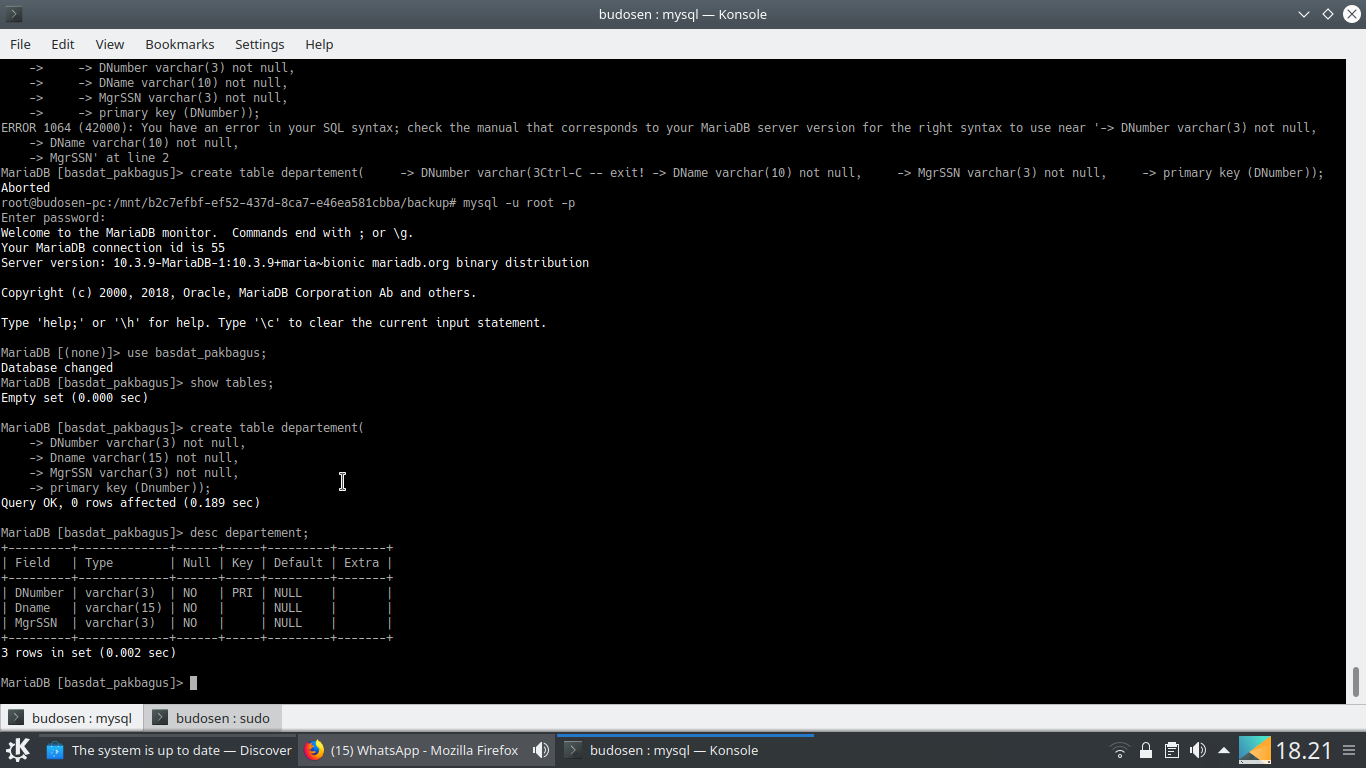 budosen : mysql — Konsole
File Edit View Bookmarks Settings Help
    ->     -> DNumber varchar(3) not null,
    ->     -> DName varchar(10) not null,
    ->     -> MgrSSN varchar(3) not null,
    ->     -> primary key (DNumber));
ERROR 1064 (42000): You have an error in your SQL syntax; check the manual that corresponds to your MariaDB server version for the right syntax to use near '-> DNumber varchar(3) not null,
    -> DName varchar(10) not null,
    -> MgrSSN' at line 2
MariaDB [basdat_pakbagus]> create table departement(     -> DNumber varchar(3Ctrl-C -- exit! -> DName varchar(10) not null,     -> MgrSSN varchar(3) not null,     -> primary key (DNumber));
Aborted
root@budosen-pc:/mnt/b2c7efbf-ef52-437d-8ca7-e46ea581cbba/backup# mysql -u root -p
Enter password:
Welcome to the MariaDB monitor.  Commands end with ; or \g.
Your MariaDB connection id is 55
Server version: 10.3.9-MariaDB-1:10.3.9+maria~bionic mariadb.org binary distribution
Copyright (c) 2000, 2018, Oracle, MariaDB Corporation Ab and others.
Type 'help;' or '\h' for help. Type '\c' to clear the current input statement.
MariaDB [(none)]> use basdat_pakbagus;
Database changed
MariaDB [basdat_pakbagus]> show tables;
Empty set (0.000 sec)
MariaDB [basdat_pakbagus]> create table departement(
    -> DNumber varchar(3) not null,
    -> Dname varchar(15) not null,
    -> MgrSSN varchar(3) not null,
    -> primary key (Dnumber));
Query OK, 0 rows affected (0.189 sec)
MariaDB [basdat_pakbagus]> desc departement;
+---------+-------------+------+-----+---------+-------+
| Field   | Type        | Null | Key | Default | Extra |
+---------+-------------+------+-----+---------+-------+
| DNumber | varchar(3)  | NO   | PRI | NULL    |       |
| Dname   | varchar(15) | NO   |     | NULL    |       |
| MgrSSN  | varchar(3)  | NO   |     | NULL    |       |
+---------+-------------+------+-----+---------+-------+
3 rows in set (0.002 sec)
MariaDB [basdat_pakbagus]>
budosen : mysql budosen : sudo
The system is up to date — Discover (15) WhatsApp - Mozilla Firefox budosen : mysql — Konsole 18.21